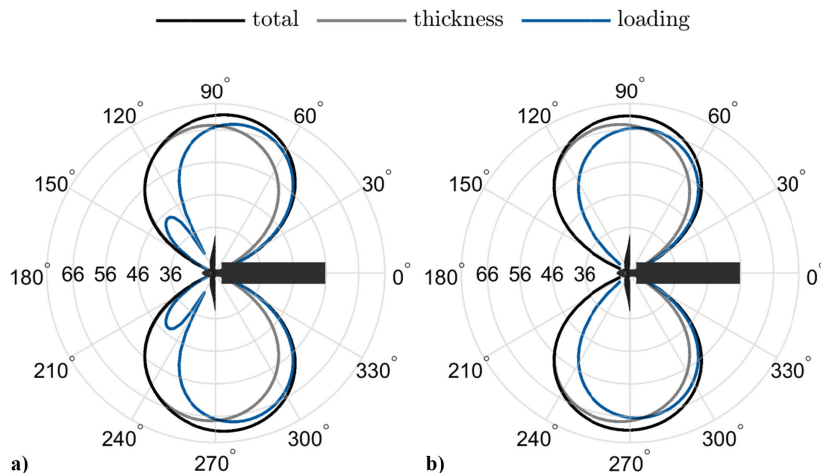 total thickness loading
90° 90°
120° 60° 120° 60°
150° 30° 150° 30°
180° 66 56 46 36 0° 180° 66 56 46 36 0°
210° 330° 210° 330°
240° 300° 240° 300°
a) 270° b) 270°